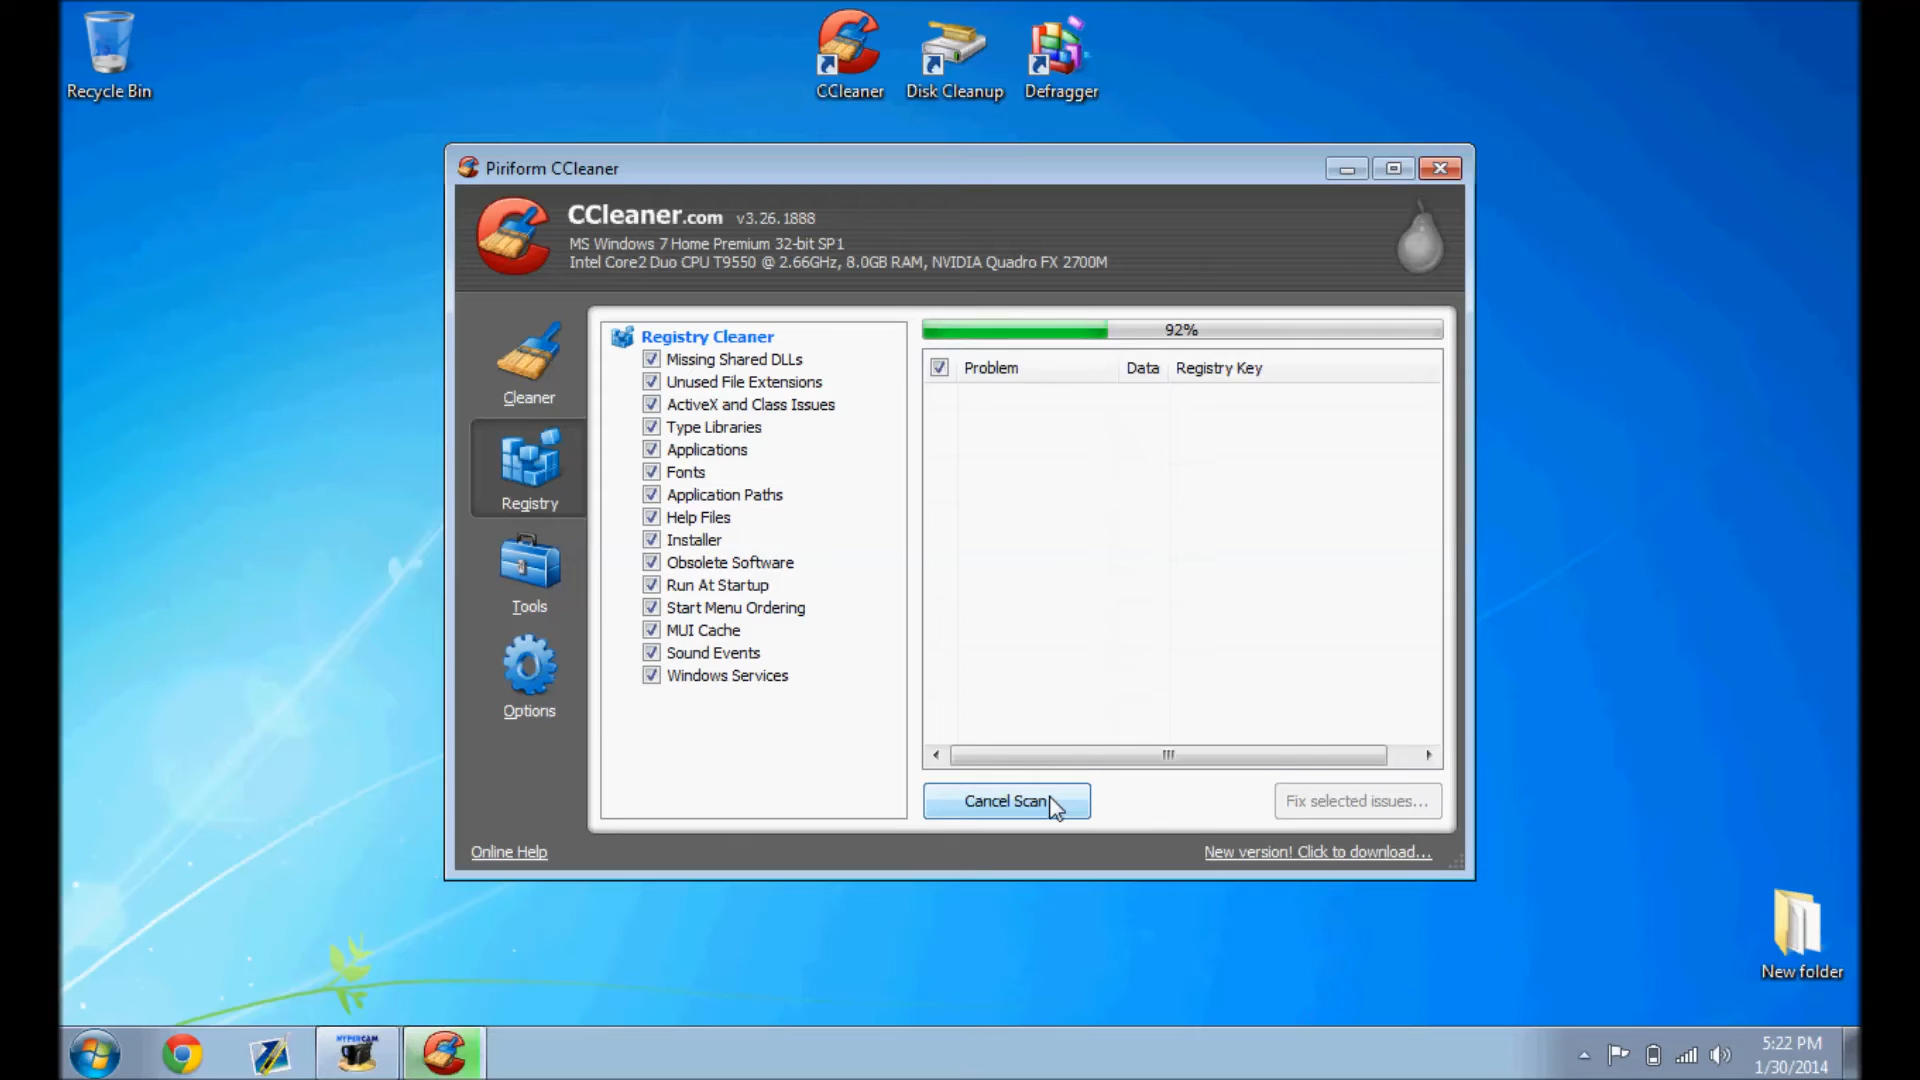 Recycle Bin
CCleaner
Disk Cleanup
Defragger
Piriform CCleaner
CCleaner.com v3.26.1888
MS Windows 7 Home Premium 32-bit SP1
Intel Core2 Duo CPU T9550 @ 2.66GHz, 8.0GB RAM, NVIDIA Quadro FX 2700M
Cleaner
Registry
Tools
Options
Registry Cleaner
Missing Shared DLLs
Unused File Extensions
ActiveX and Class Issues
Type Libraries
Applications
Fonts
Application Paths
Help Files
Installer
Obsolete Software
Run At Startup
Start Menu Ordering
MUI Cache
Sound Events
Windows Services
92%
Problem Data Registry Key
Cancel Scan
Fix selected issues...
Online Help
New version! Click to download...
New folder
HYPERCAM
5:22 PM
1/30/2014